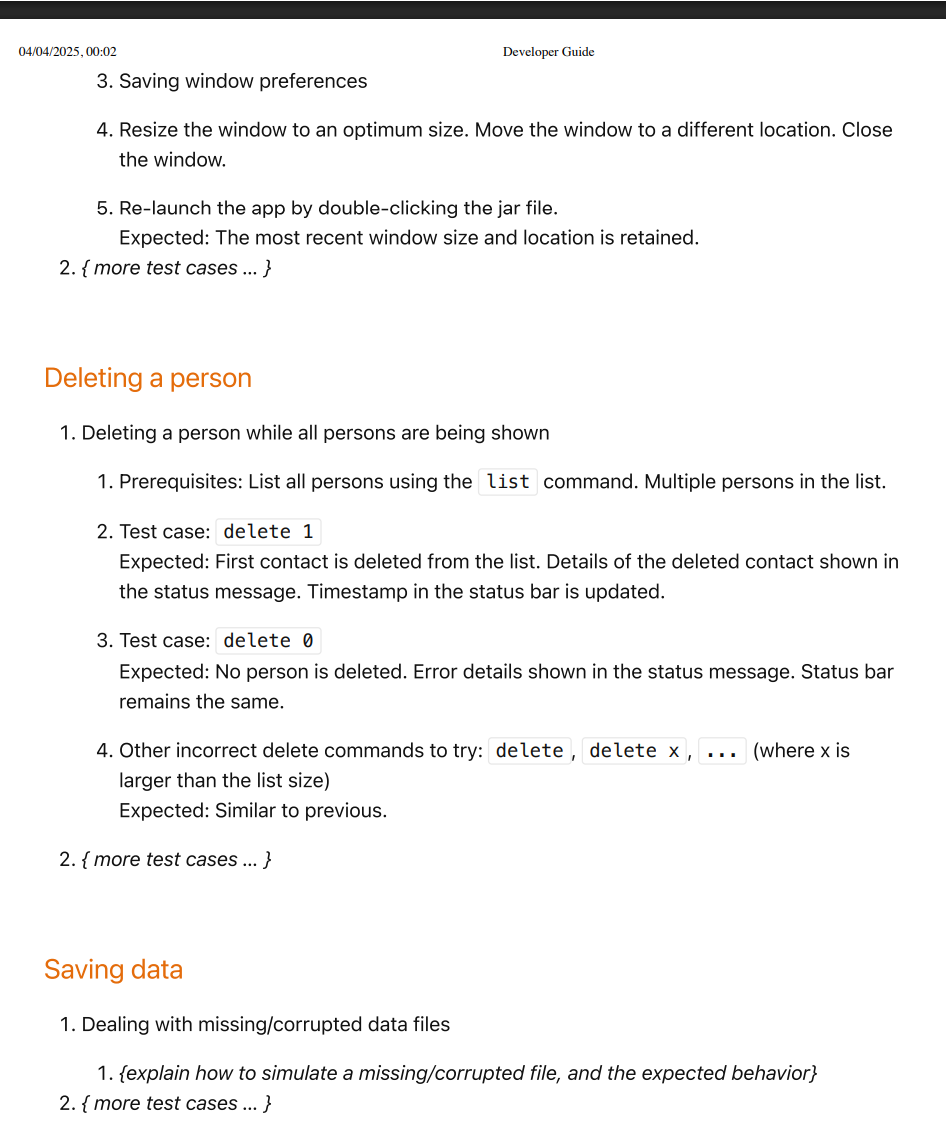 04/04/2025, 00:02 Developer Guide
3. Saving window preferences
4. Resize the window to an optimum size. Move the window to a different location. Close
the window.
5. Re-launch the app by double-clicking the jar file.
Expected: The most recent window size and location is retained.
2. { more test cases … }
Deleting a person
1. Deleting a person while all persons are being shown
1. Prerequisites: List all persons using the list command. Multiple persons in the list.
2. Test case: delete 1
Expected: First contact is deleted from the list. Details of the deleted contact shown in
the status message. Timestamp in the status bar is updated.
3. Test case: delete 0
Expected: No person is deleted. Error details shown in the status message. Status bar
remains the same.
4. Other incorrect delete commands to try: delete, delete x, ... (where x is
larger than the list size)
Expected: Similar to previous.
2. { more test cases … }
Saving data
1. Dealing with missing/corrupted data files
1. {explain how to simulate a missing/corrupted file, and the expected behavior}
2. { more test cases … }